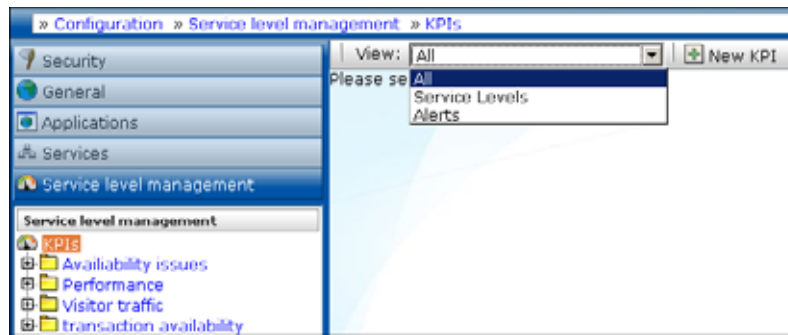 » Configuration » Service level management » KPIs
Security
General
Applications
Services
Service level management
Service level management
KPIs
Availiability issues
Performance
Visitor traffic
transaction availability
View: All
New KPI
Please se
All
Service Levels
Alerts